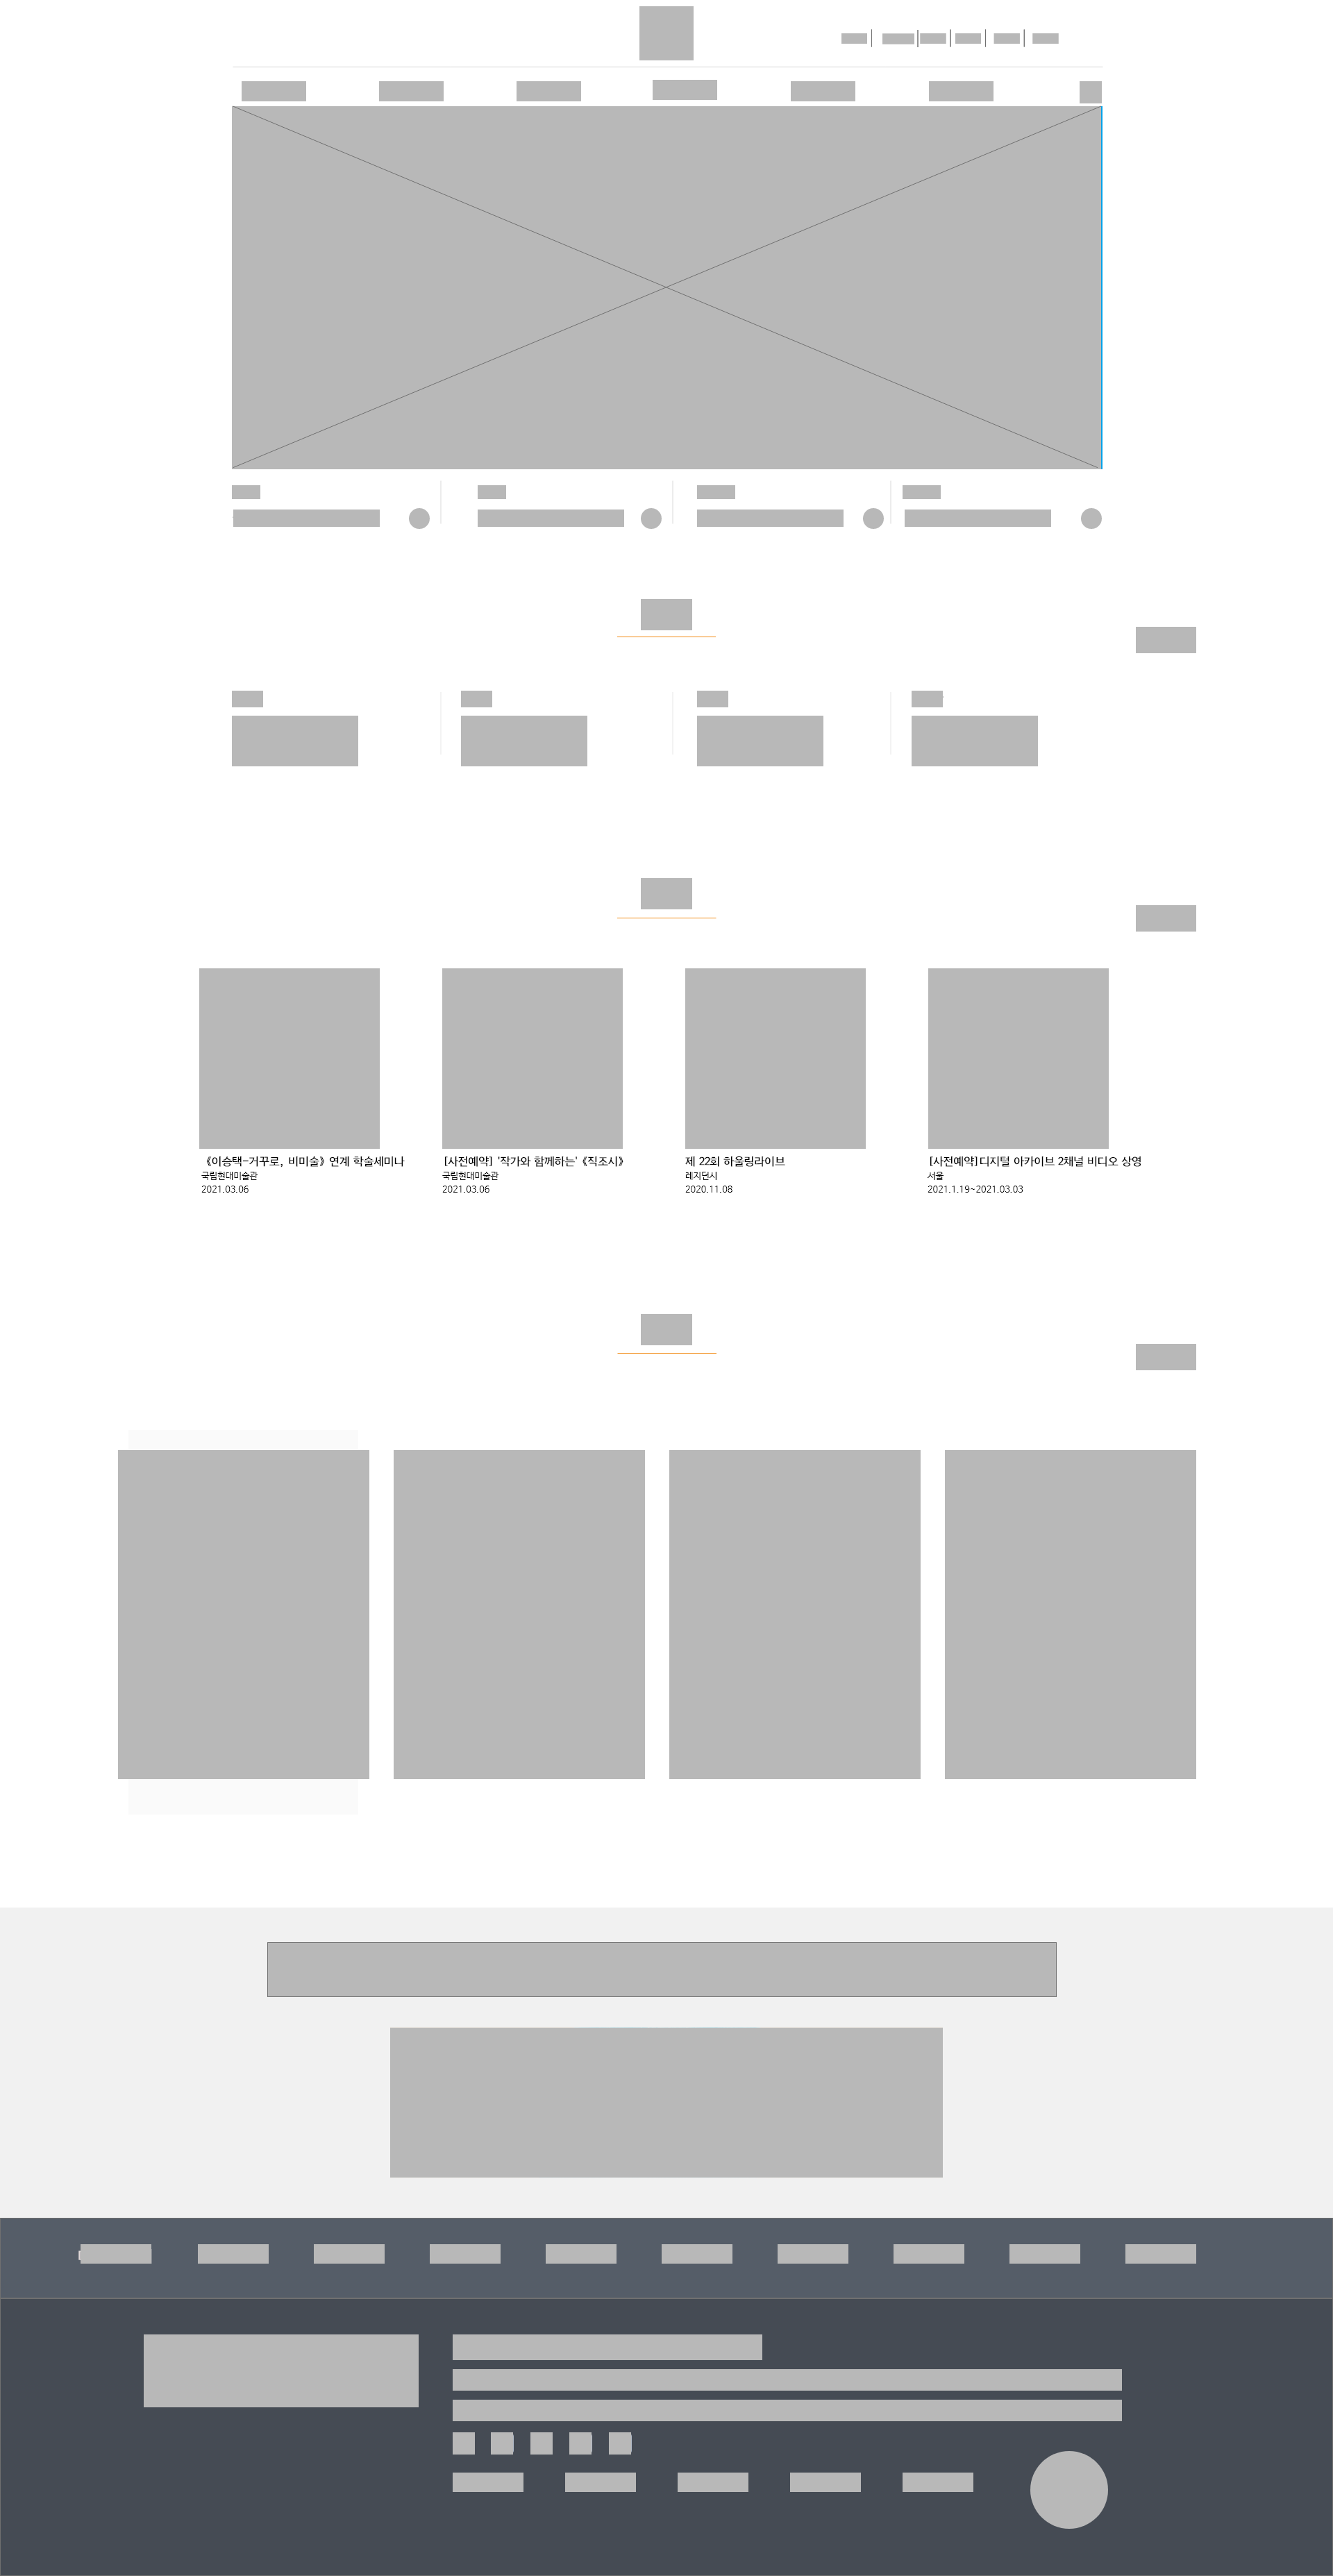 《이승택-거꾸로, 비미술》 연계 학술세미나
국립현대미술관
2021.03.06
[사전예약] '작가와 함께하는' 《직조시》
국립현대미술관
2021.03.06
제 22회 하울링라이브
레지던시
2020.11.08
[사전예약]디지털 아카이브 2채널 비디오 상영
서울
2021.1.19~2021.03.03